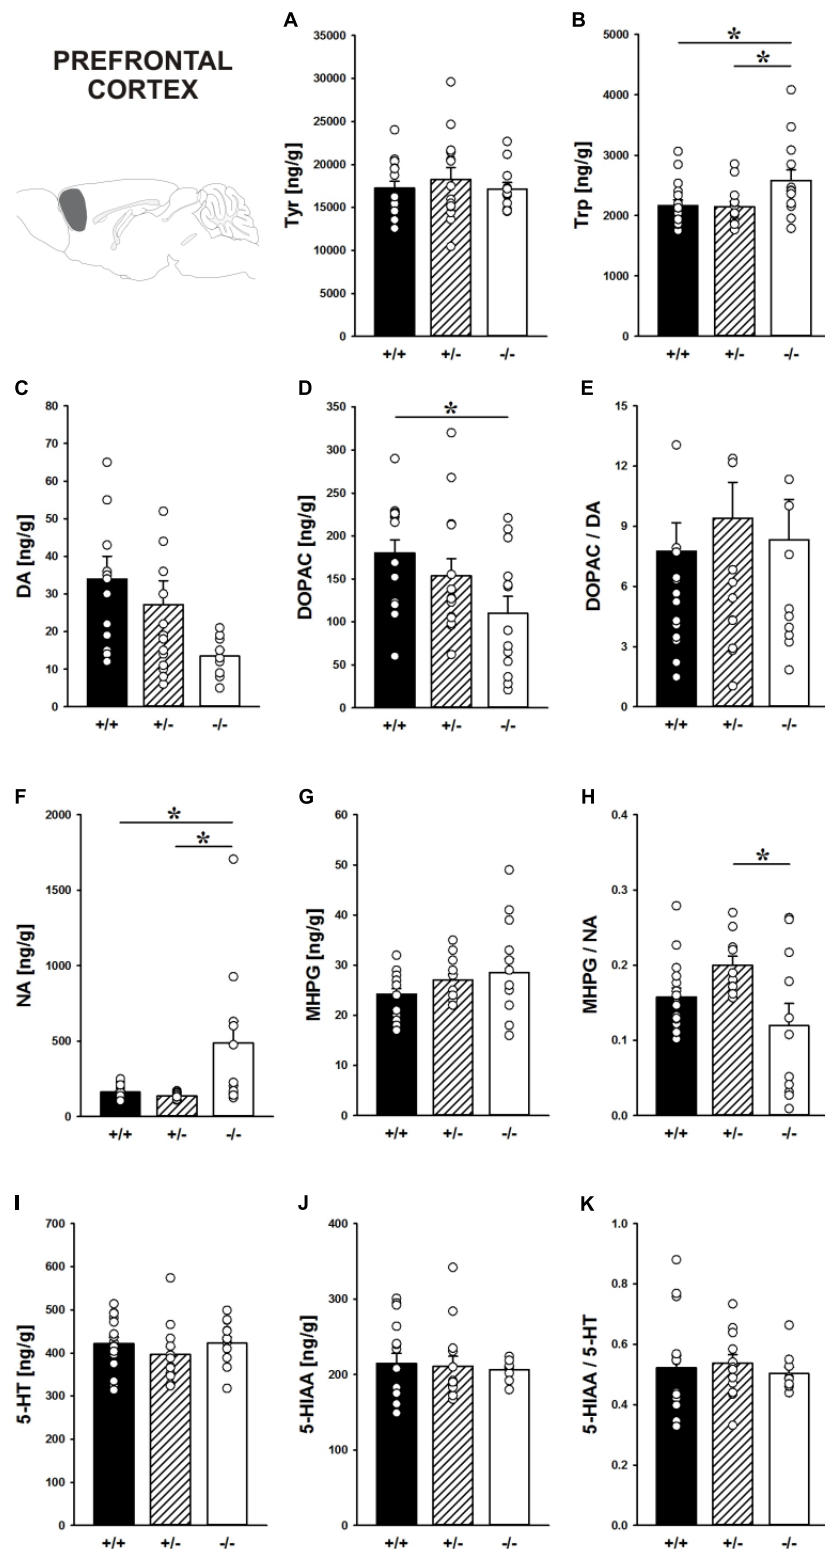 PREFRONTAL
CORTEX
A
Tyr [ng/g]
35000
30000
25000
20000
15000
10000
5000
0
+/+ +/- -/-
B
* 
*
Trp [ng/g]
5000
4000
3000
2000
1000
0
+/+ +/- -/-
C
DA [ng/g]
80
70
60
50
40
30
20
10
0
+/+ +/- -/-
D
*
DOPAC [ng/g]
350
300
250
200
150
100
50
0
+/+ +/- -/-
E
DOPAC / DA
15
12
9
6
3
0
+/+ +/- -/-
F
*
*
NA [ng/g]
2000
1500
1000
500
0
+/+ +/- -/-
G
MHPG [ng/g]
60
50
40
30
20
10
0
+/+ +/- -/-
H
*
MHPG / NA
0.4
0.3
0.2
0.1
0.0
+/+ +/- -/-
I
5-HT [ng/g]
700
600
500
400
300
200
100
0
+/+ +/- -/-
J
5-HIAA [ng/g]
400
300
200
100
0
+/+ +/- -/-
K
5-HIAA / 5-HT
1.0
0.8
0.6
0.4
0.2
0.0
+/+ +/- -/-